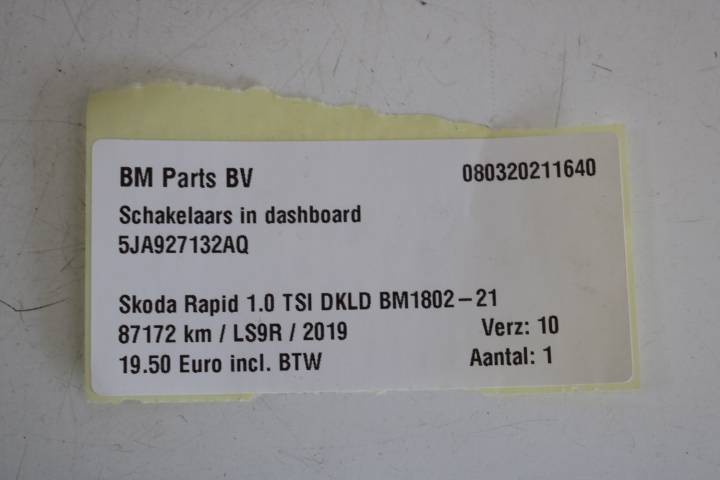 BM Parts BV 080320211640
Schakelaars in dashboard
5JA927132AQ
Skoda Rapid 1.0 TSI DKLD BM1802-21
87172 km / LS9R / 2019 Verz: 10
19.50 Euro incl. BTW Aantal: 1